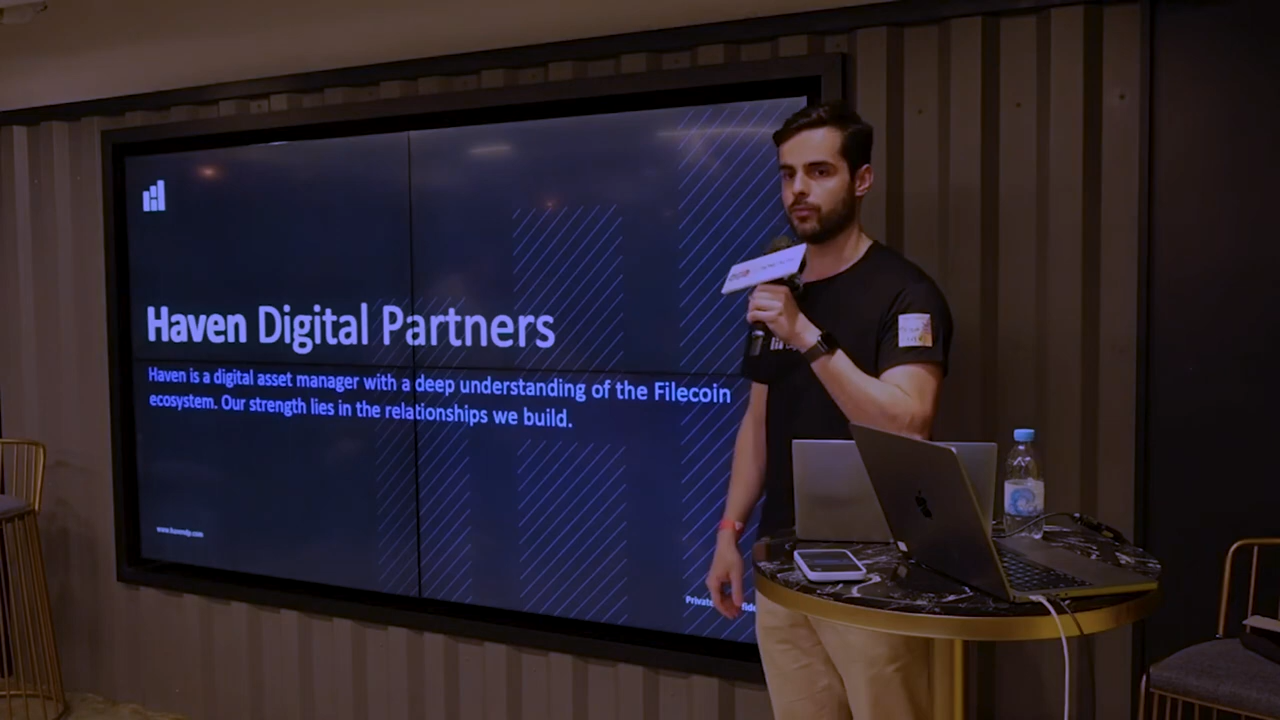 Haven Digital Partners
Haven is a digital asset manager with a deep understanding of the Filecoin
ecosystem. Our strength lies in the relationships we build.
www.havendp.com
Private